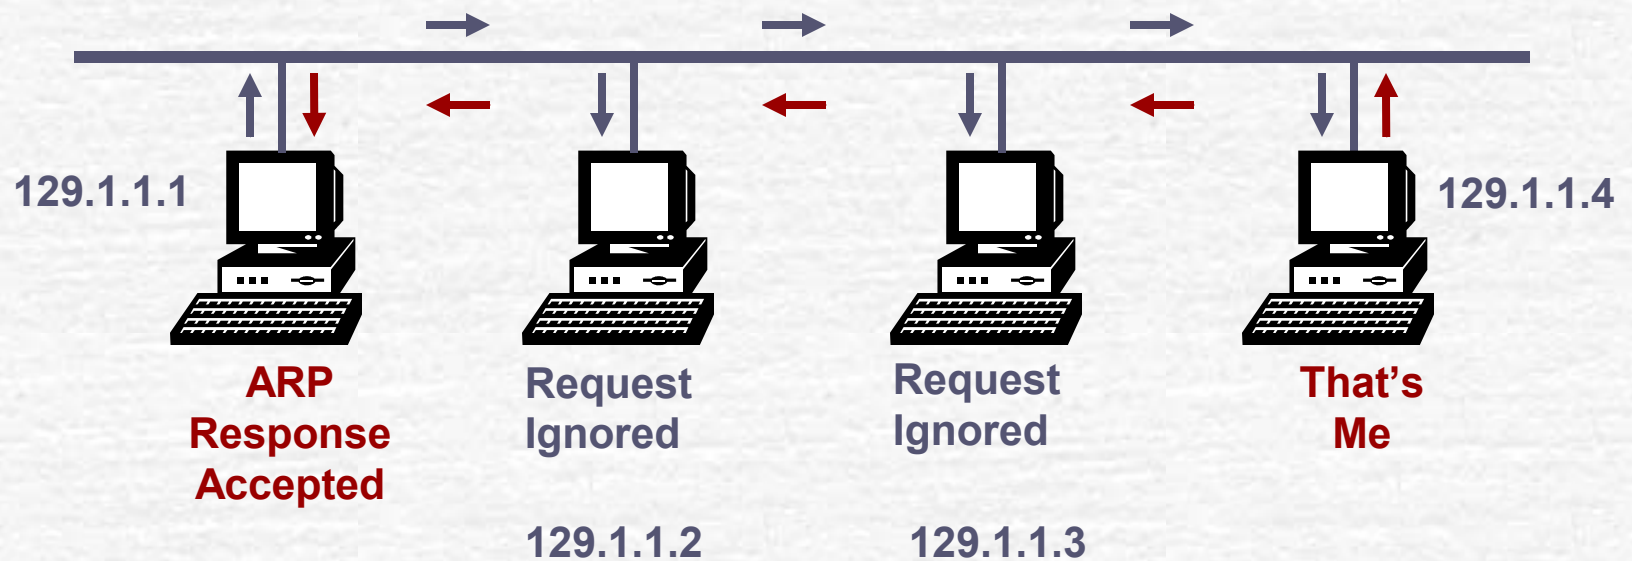 129.1.1.1
129.1.1.4
ARP
Response
Accepted
Request
Ignored
Request
Ignored
That’s
Me
129.1.1.2
129.1.1.3